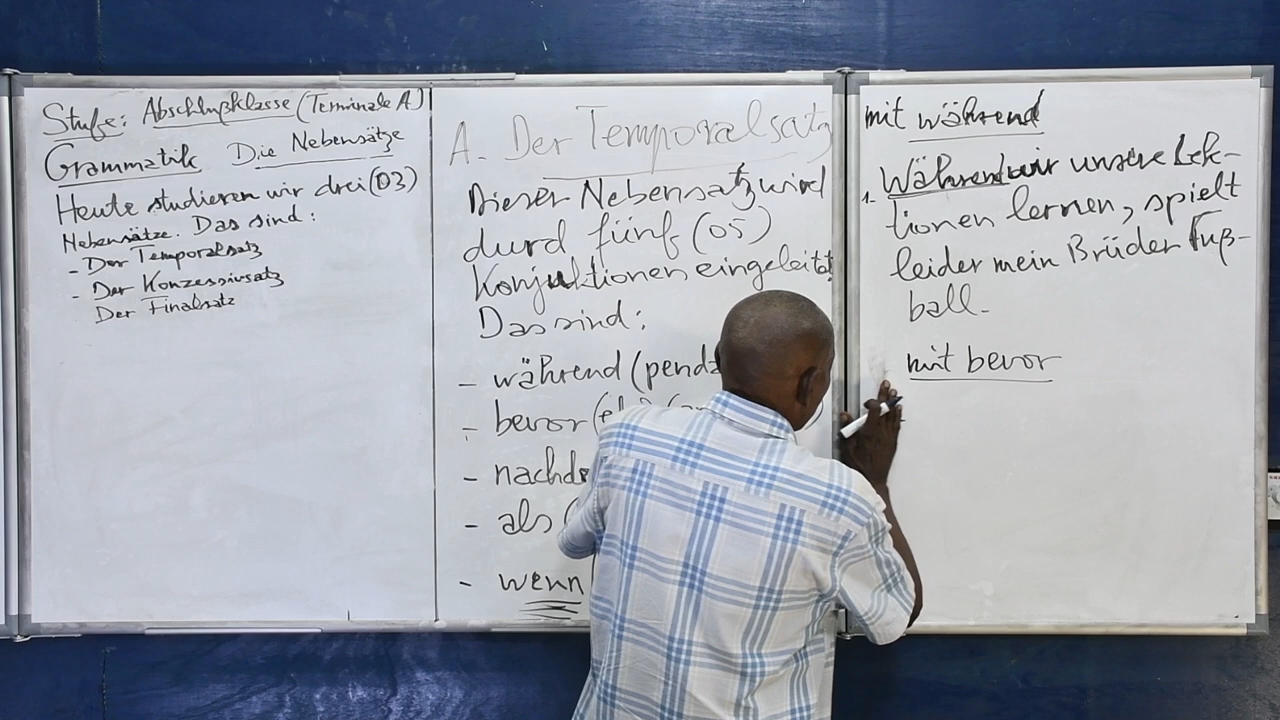 Stufe: Abschlußklasse (Terminale A)
Grammatik Die Nebensätze
Heute studieren wir drei (03)
Nebensätze. Das sind:
- Der Temporalsatz
- Der Konzessivsatz
Der Finalsatz
A. Der Temporalsatz
Dieser Nebensatz wird
durd fünf (05)
Konjuktionen eingeleitet
Das sind:
- während (pend
- bevor (
- nachd
- als (
- wenn
mit während
1. Während wir unsere Lek-
tionen lernen, spielt
leider mein Brüder Fuß-
ball.
mit bevor